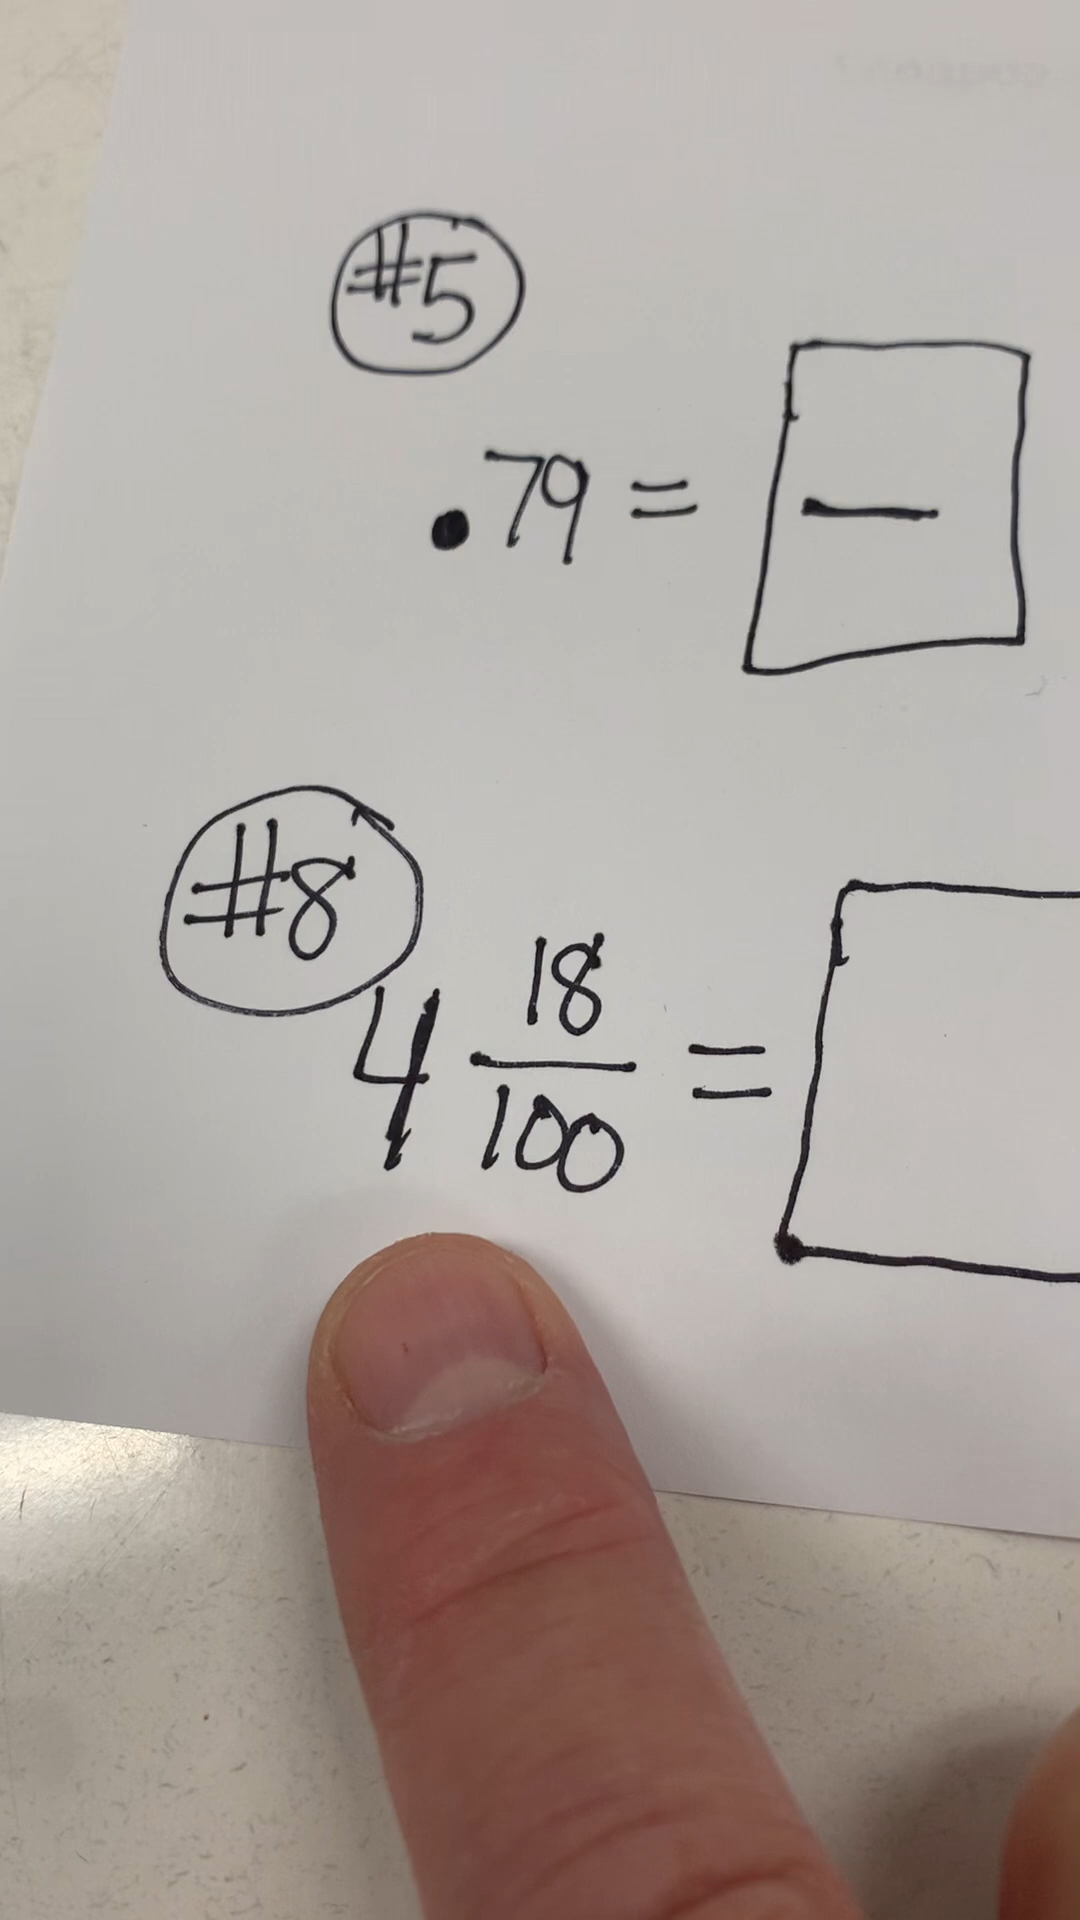 #5
.79 =
#8
4 18/100 =